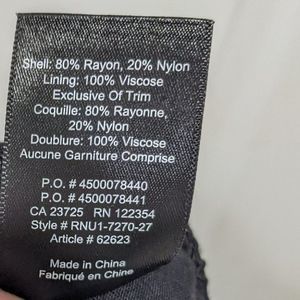 Shell: 80% Rayon, 20% Nylon
Lining: 100% Viscose
Exclusive Of Trim
Coquille: 80% Rayonne,
20% Nylon
Doublure: 100% Viscose
Aucune Garniture Comprise
P.O. # 4500078440
P.O. # 4500078441
CA 23725 RN 122354
Style # RNU1-7270-27
Article # 62623
Made in China
Fabriqué en Chine